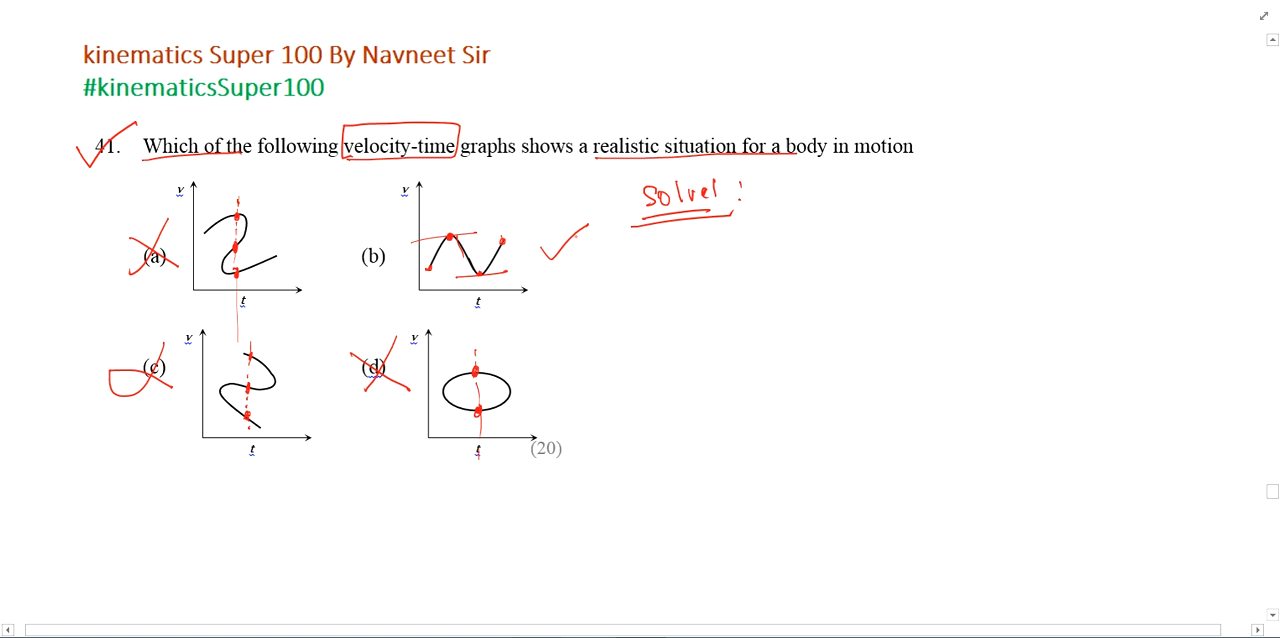 kinematics Super 100 By Navneet Sir
#kinematicsSuper100
41. Which of the following velocity-time graphs shows a realistic situation for a body in motion
Solve!
v
v
(a)
(b)
t
t
v
v
(c)
(d)
t
t
(20)